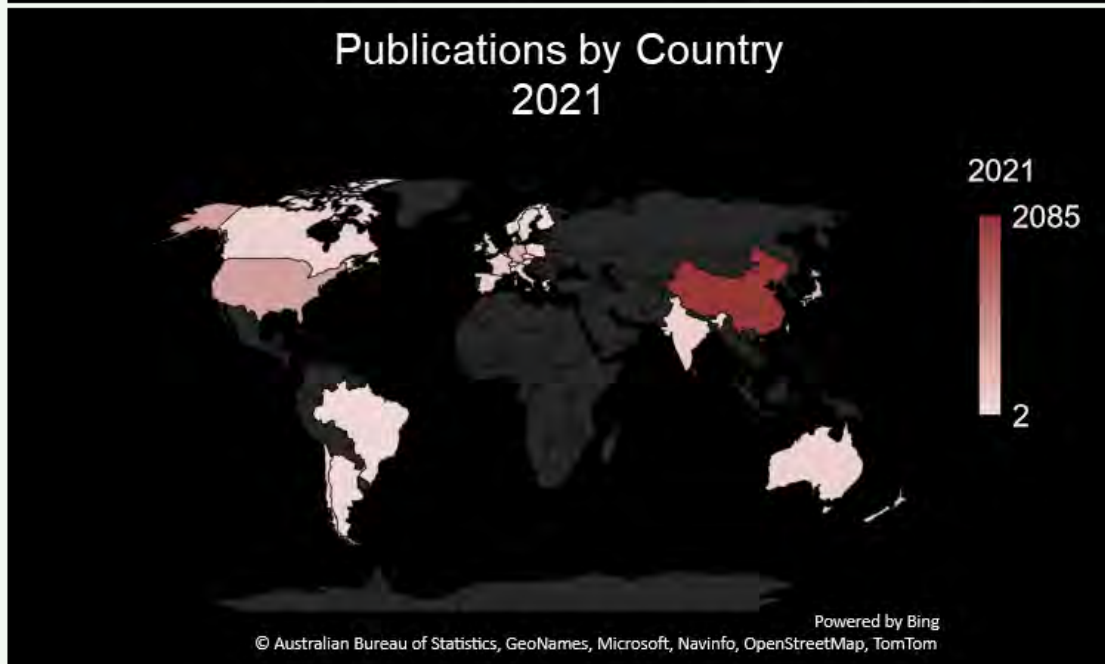 Publications by Country
2021
2021
2085
2
Powered by Bing
© Australian Bureau of Statistics, GeoNames, Microsoft, Navinfo, OpenStreetMap, TomTom